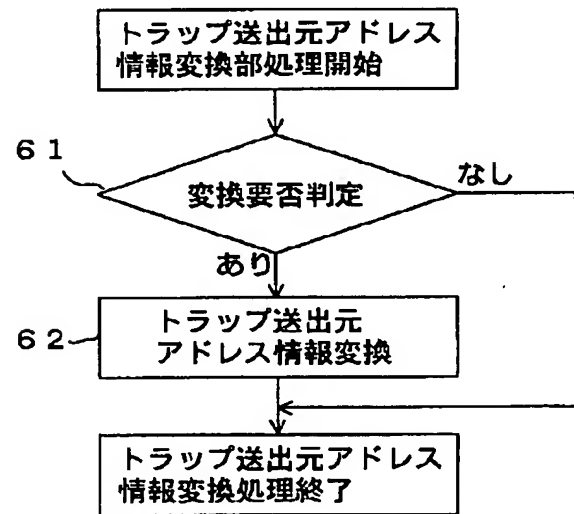 トラップ送出元アドレス
情報変換部処理開始
61
変換要否判定
なし
あり
トラップ送出元
アドレス情報変換
62
トラップ送出元アドレス
情報変換処理終了